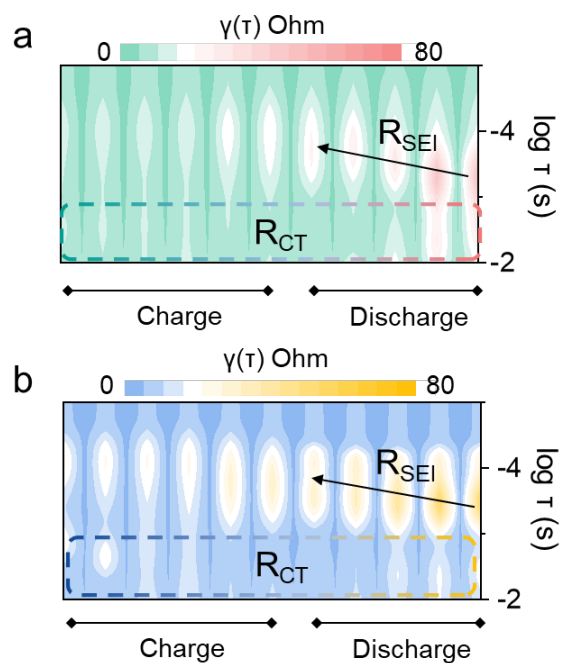 a
γ(τ) Ohm
0 80
-4
R_SEI
log τ (s)
R_CT
-2
Charge Discharge
b
γ(τ) Ohm
0 80
-4
R_SEI
log τ (s)
R_CT
-2
Charge Discharge